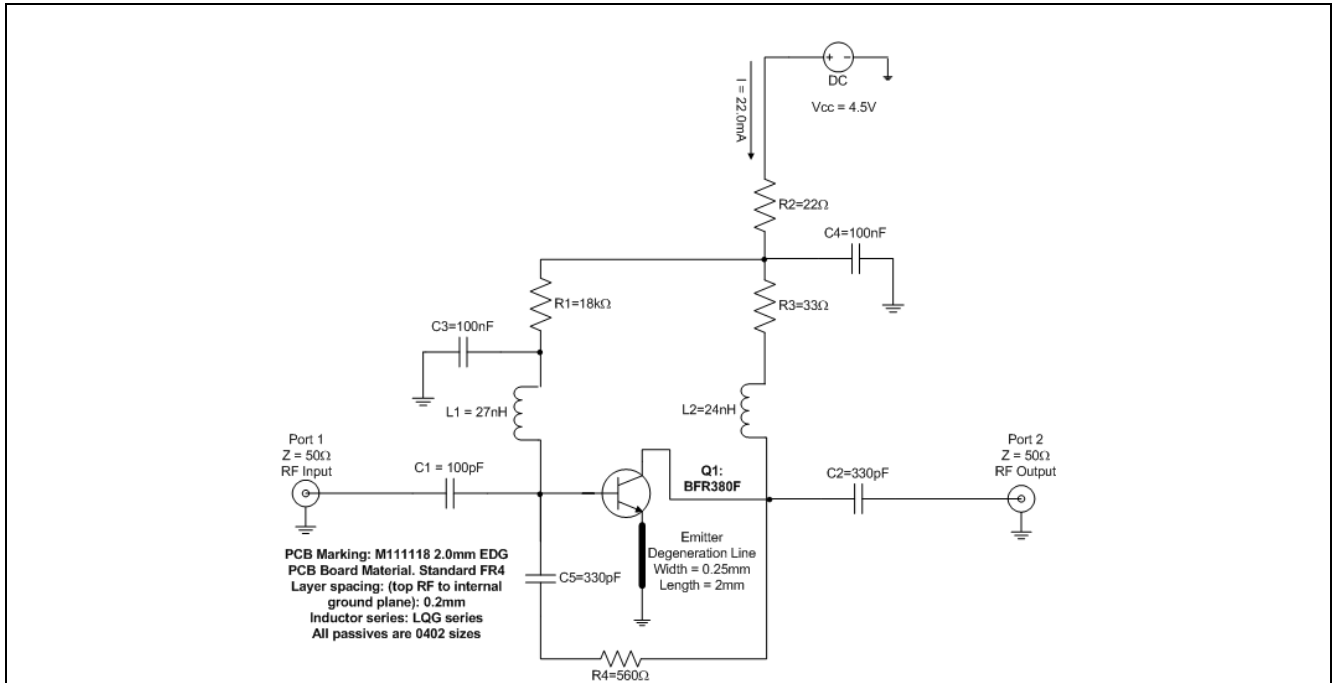 DC
Vcc = 4.5V
I = 22.0mA
R2=22Ω
C4=100nF
R1=18kΩ
R3=33Ω
C3=100nF
L1 = 27nH
L2=24nH
Port 1
Z = 50Ω
RF Input
C1 = 100pF
Q1:
BFR380F
C2=330pF
Port 2
Z = 50Ω
RF Output
Emitter
Degeneration Line
Width = 0.25mm
Length = 2mm
PCB Marking: M111118 2.0mm EDG
PCB Board Material. Standard FR4
Layer spacing: (top RF to internal
ground plane): 0.2mm
Inductor series: LQG series
All passives are 0402 sizes
C5=330pF
R4=560Ω